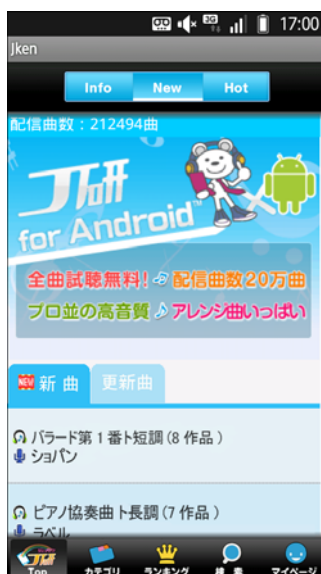 3G 17:00
Jken
Info New Hot
配信曲数：212494曲
J研
for Android™
全曲試聴無料! 配信曲数20万曲
プロ並の高音質 アレンジ曲いっぱい
NEW 新曲 更新曲
バラード第１番ト短調(8 作品 )
ショパン
ピアノ協奏曲 ト長調(7 作品 )
ラベル
J研
Top カテゴリ ランキング 検 索 マイページ